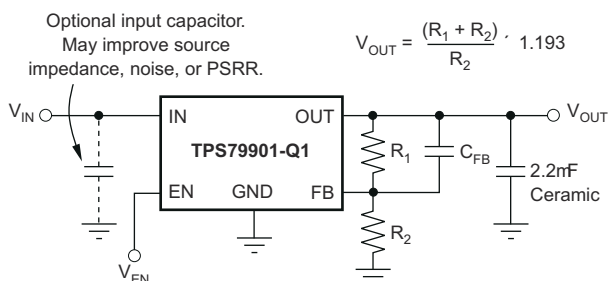 Optional input capacitor.
May improve source
impedance, noise, or PSRR.
V_OUT = (R_1 + R_2) / R_2 · 1.193
V_IN
IN
OUT
V_OUT
TPS79901-Q1
R_1
C_FB
2.2mF
Ceramic
EN
GND
FB
R_2
V_EN